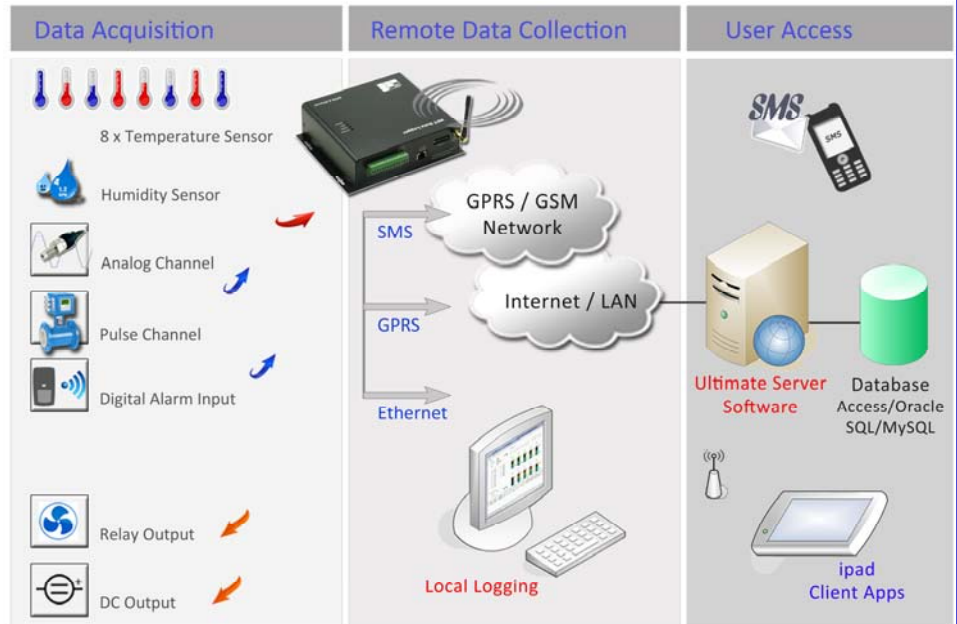 Data Acquisition
Remote Data Collection
User Access
8 x Temperature Sensor
Humidity Sensor
Analog Channel
Pulse Channel
Digital Alarm Input
Relay Output
DC Output
SMS
GPRS
Ethernet
GPRS / GSM
Network
Internet / LAN
Local Logging
SMS
SMS
Ultimate Server
Software
Database
Access/Oracle
SQL/MySQL
ipad
Client Apps